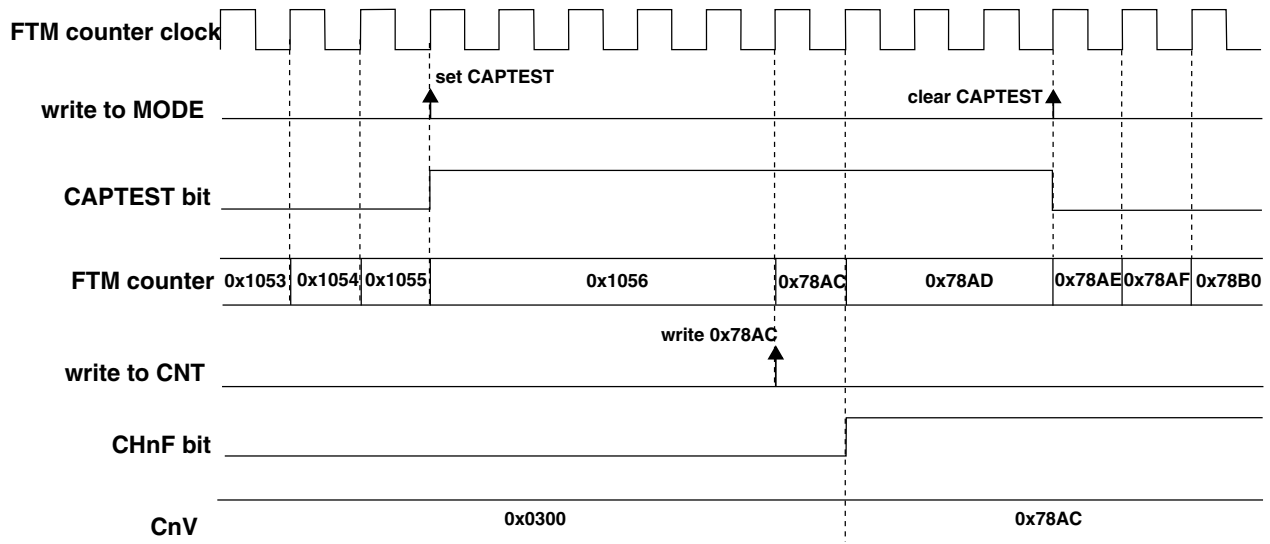 FTM counter clock
set CAPTEST
write to MODE
clear CAPTEST
CAPTEST bit
FTM counter 0x1053 0x1054 0x1055 0x1056 0x78AC 0x78AD 0x78AE 0x78AF 0x78B0
write 0x78AC
write to CNT
CHnF bit
CnV 0x0300 0x78AC